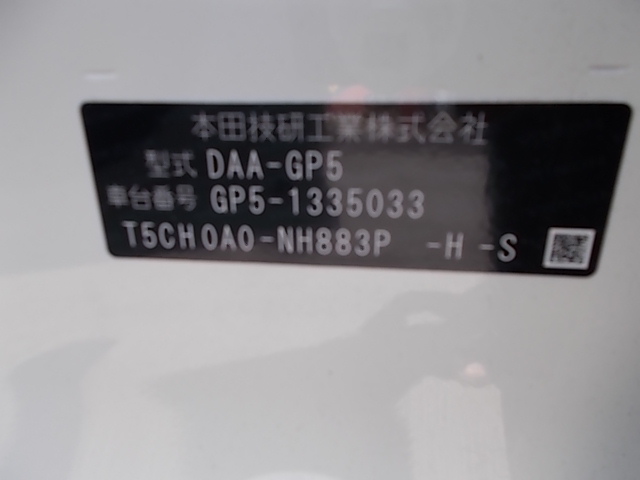 本田技研工業株式会社
型式 DAA-GP5
車台番号 GP5-1335033
T5CH0A0-NH883P -H -S